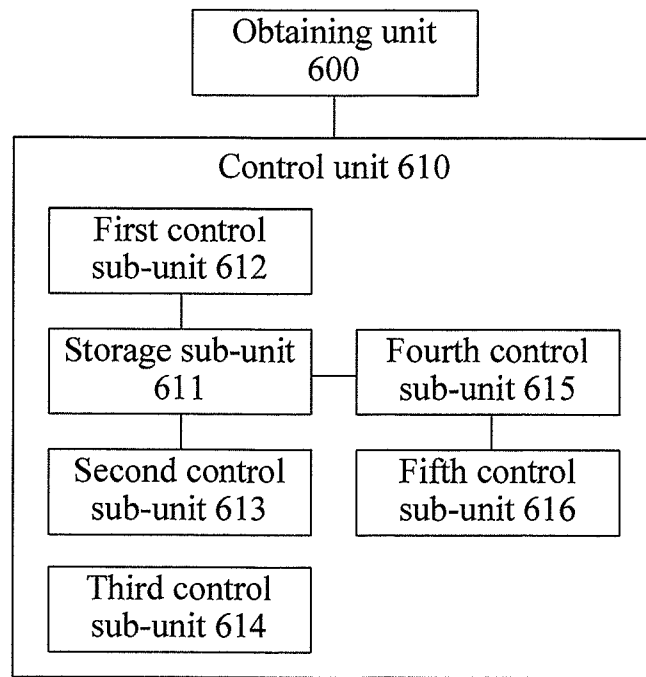 Obtaining unit
600
Control unit 610
First control
sub-unit 612
Storage sub-unit
611
Fourth control
sub-unit 615
Second control
sub-unit 613
Fifth control
sub-unit 616
Third control
sub-unit 614